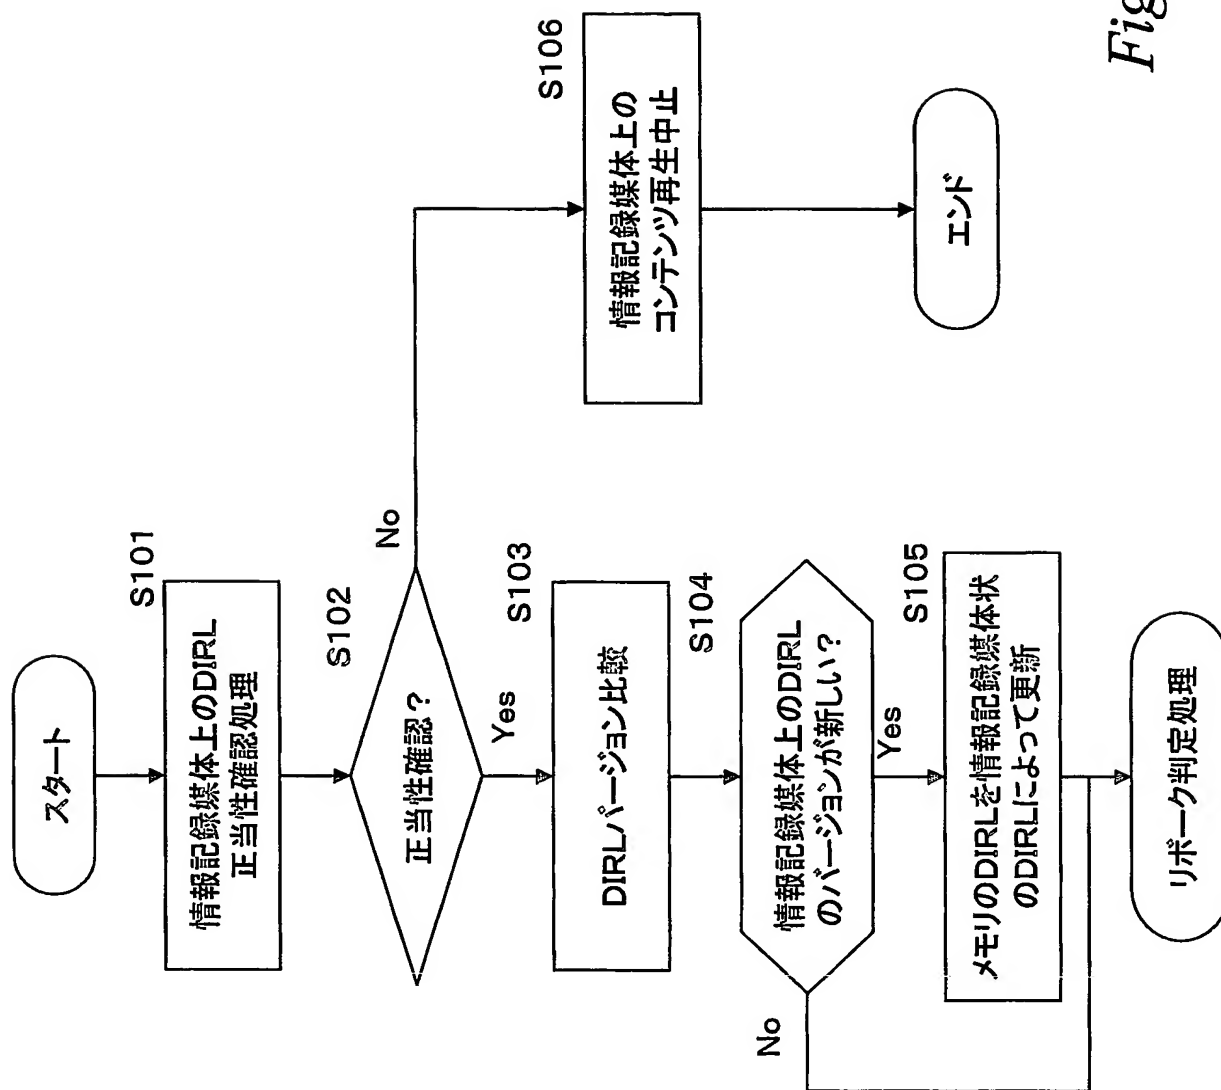 スタート
S101
情報記録媒体上のDIRL
正当性確認処理
S102
正当性確認？
No
Yes
S103
DIRLバージョン比較
S104
情報記録媒体上のDIRL
のバージョンが新しい？
Yes
No
S105
メモリのDIRLを情報記録媒体状
のDIRLによって更新
リボーク判定処理
S106
情報記録媒体上の
コンテンツ再生中止
エンド
Fig